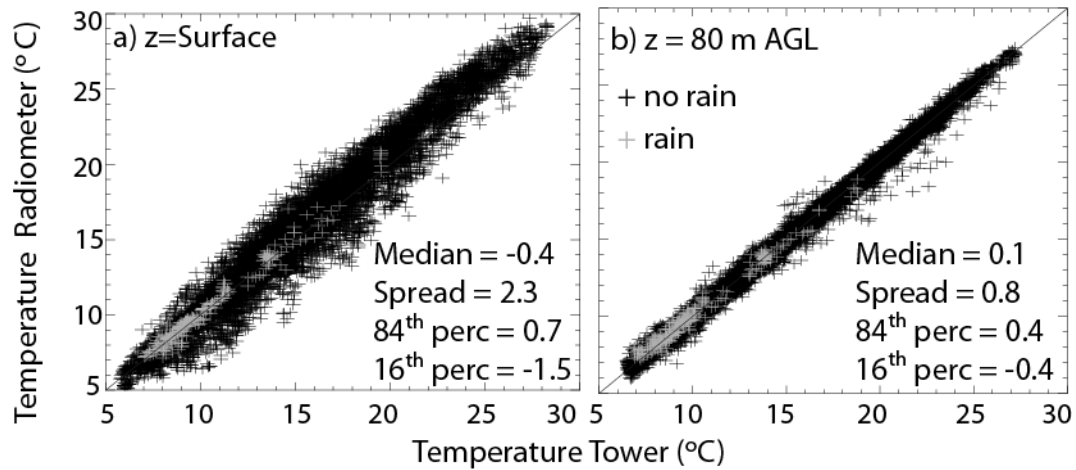 Temperature Radiometer (°C)
30
25
20
15
10
5
a) z=Surface
Median = -0.4
Spread = 2.3
84th perc = 0.7
16th perc = -1.5
5 10 15 20 25 30
b) z = 80 m AGL
+ no rain
+ rain
Median = 0.1
Spread = 0.8
84th perc = 0.4
16th perc = -0.4
5 10 15 20 25 30
Temperature Tower (ºC)